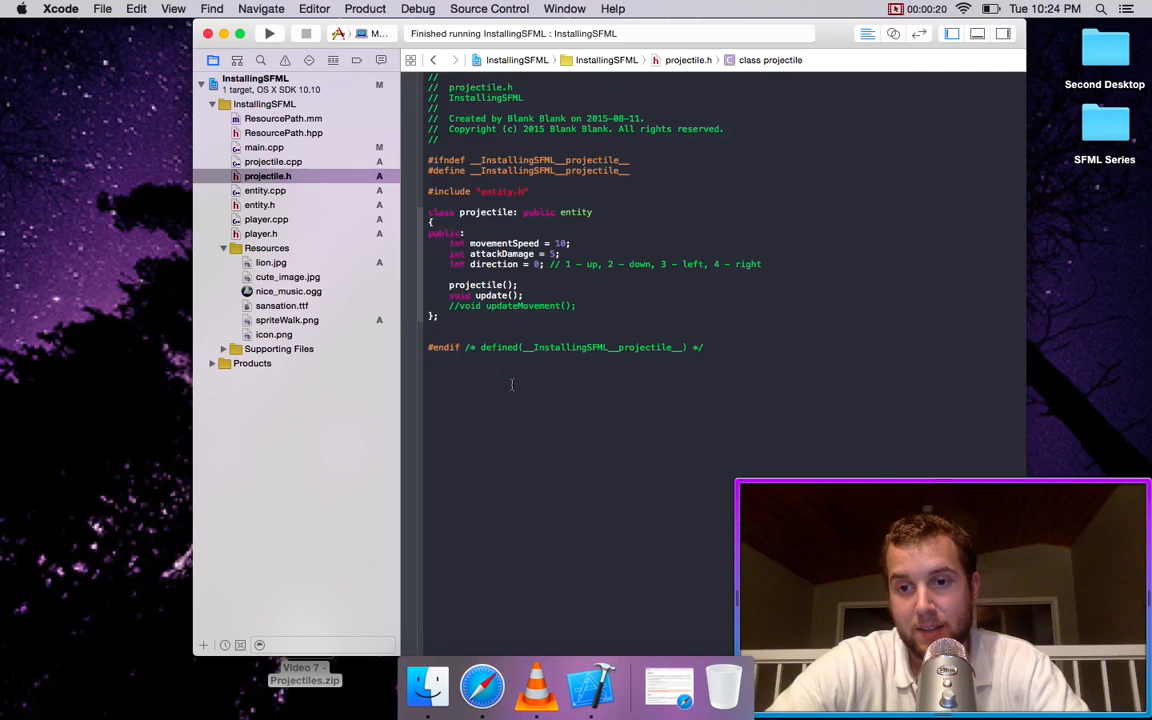 Xcode File Edit View Find Navigate Editor Product Debug Source Control Window Help 00:00:20 Tue 10:24 PM
M... Finished running InstallingSFML : InstallingSFML
InstallingSFML InstallingSFML projectile.h class projectile
InstallingSFML M
1 target, OS X SDK 10.10
InstallingSFML
ResourcePath.mm
ResourcePath.hpp
main.cpp M
projectile.cpp A
projectile.h A
entity.cpp A
entity.h A
player.cpp A
player.h A
Resources
lion.jpg A
cute_image.jpg
nice_music.ogg
sansation.ttf
spriteWalk.png A
icon.png
Supporting Files
Products
//
// projectile.h
// InstallingSFML
//
// Created by Blank Blank on 2015-08-11.
// Copyright (c) 2015 Blank Blank. All rights reserved.
//
#ifndef __InstallingSFML__projectile__
#define __InstallingSFML__projectile__
#include "entity.h"
class projectile: public entity
{
public:
int movementSpeed = 10;
int attackDamage = 5;
int direction = 0; // 1 - up, 2 - down, 3 - left, 4 - right
projectile();
void update();
//void updateMovement();
};
#endif /* defined(__InstallingSFML__projectile__) */
Second Desktop
SFML Series
Video 7 -
Projectiles.zip